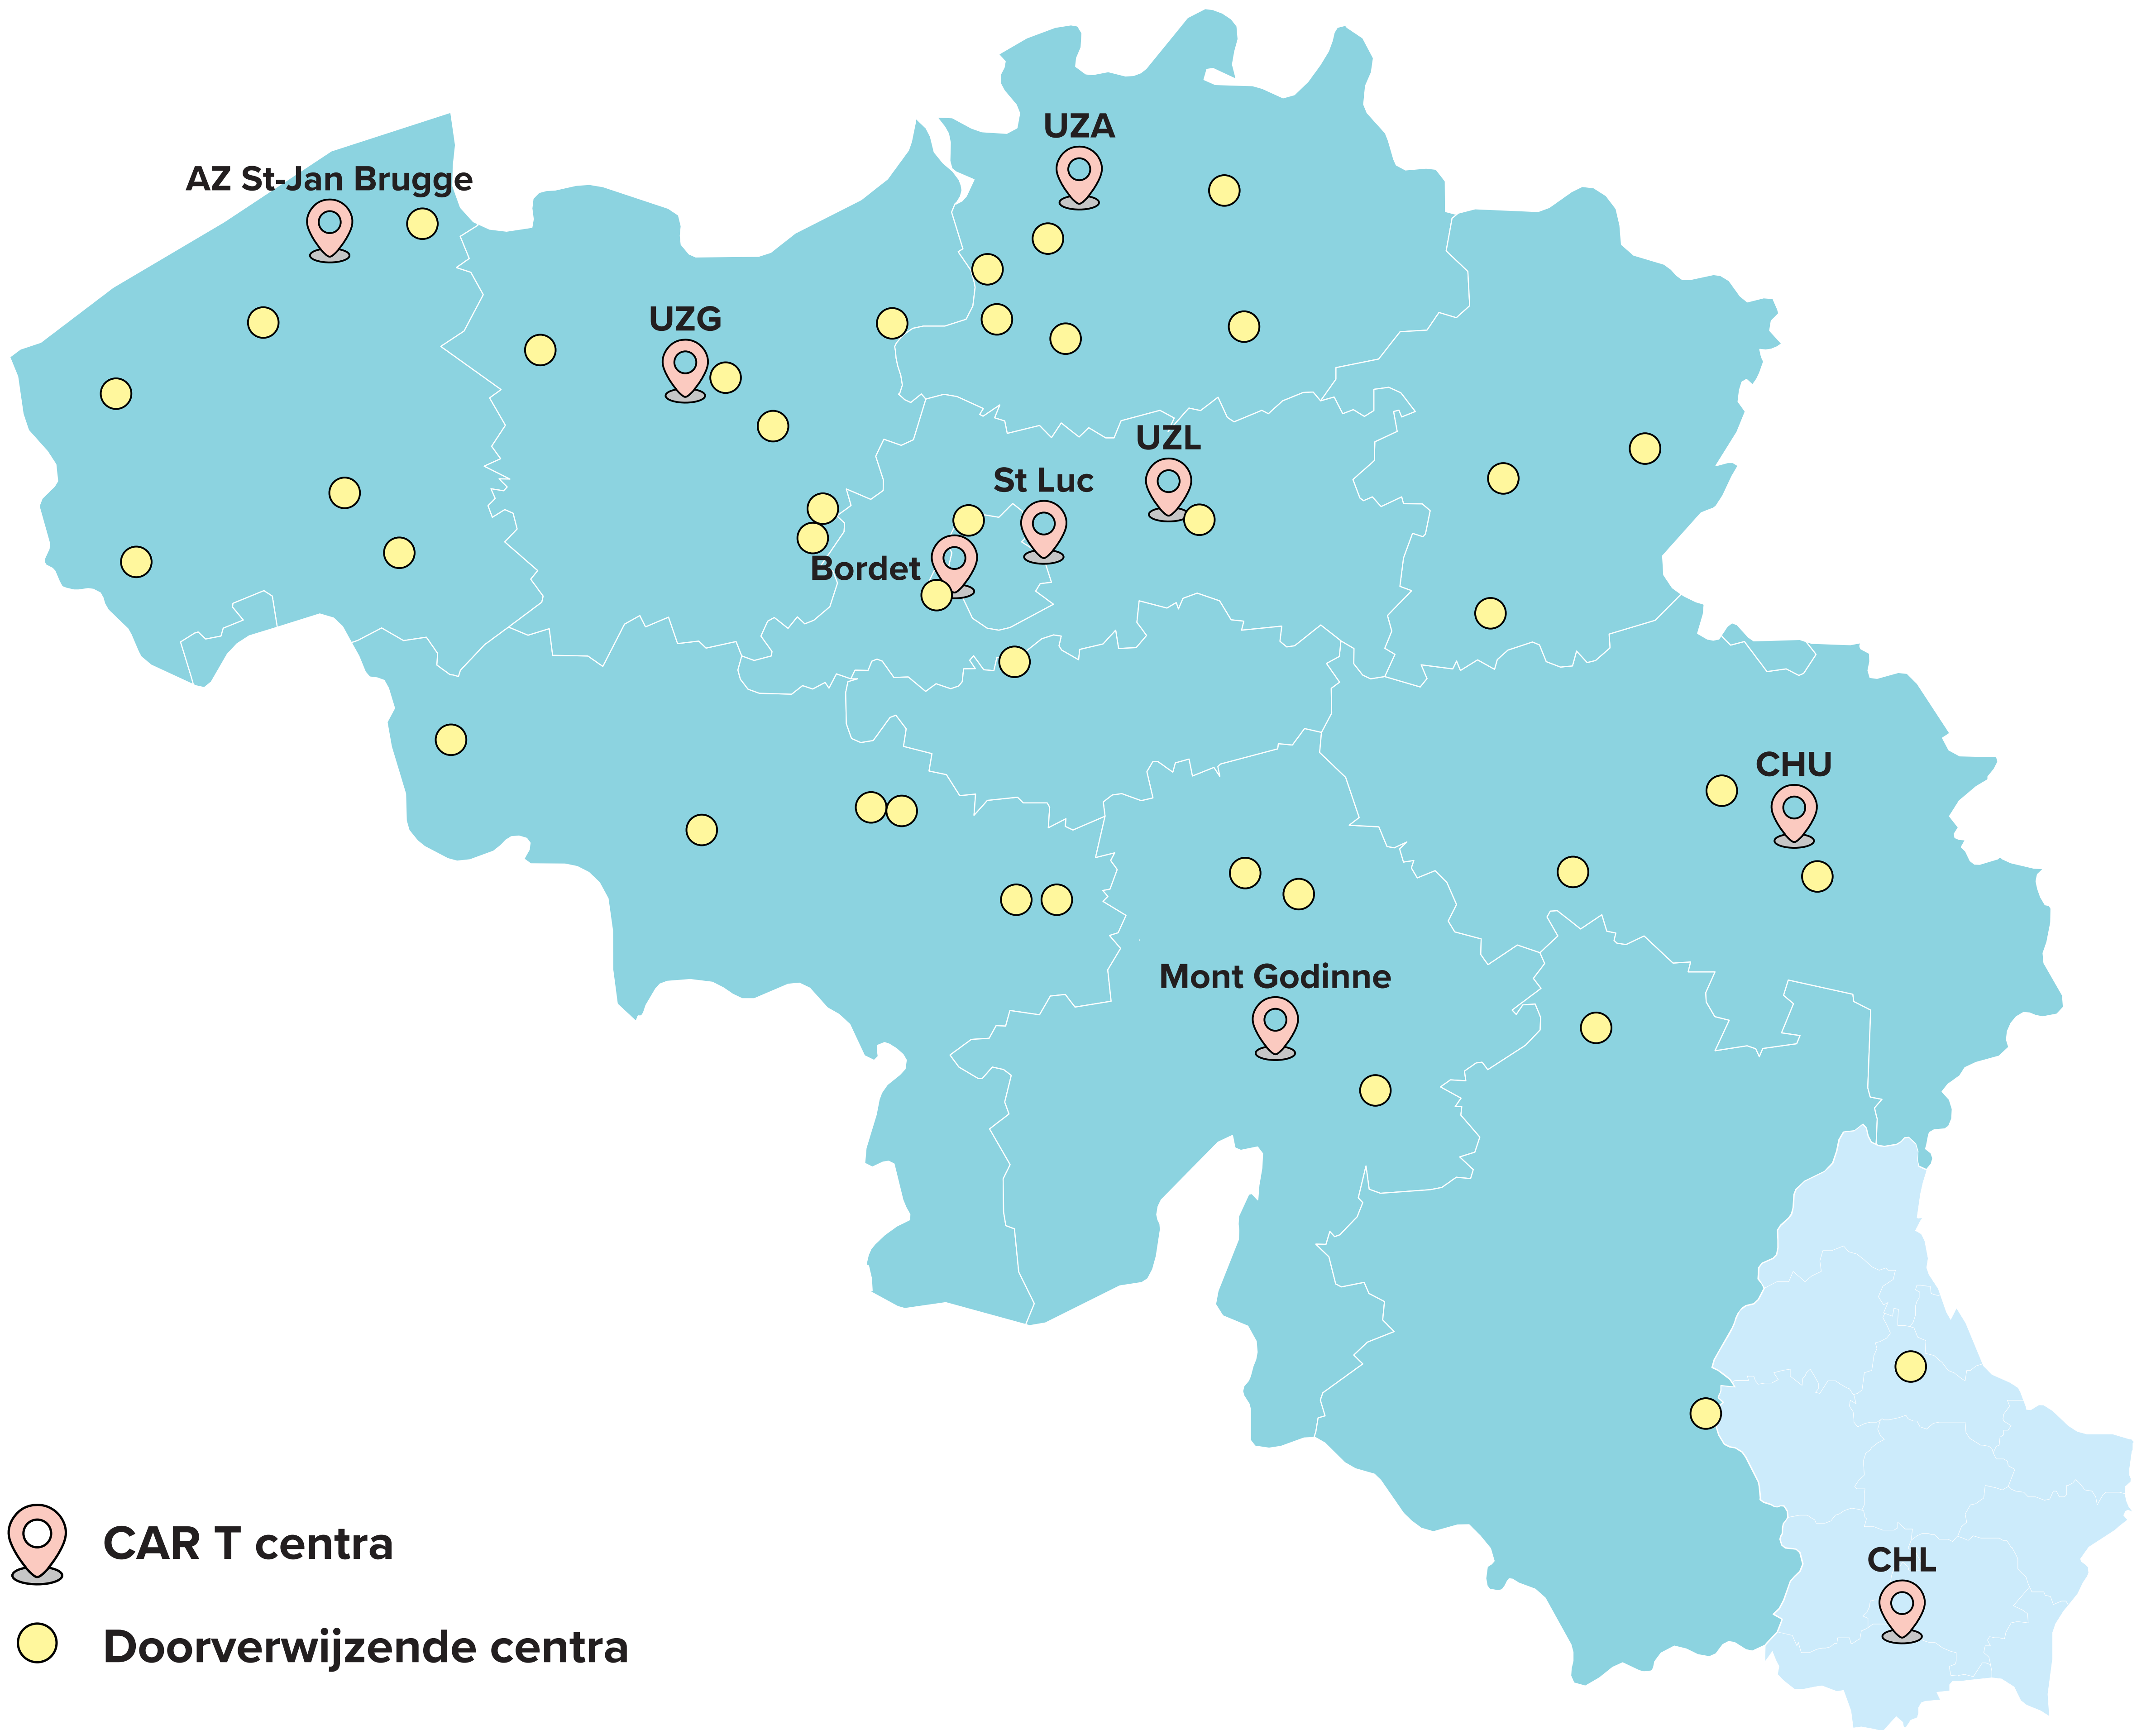 UZA
AZ St-Jan Brugge
UZG
UZL
St Luc
Bordet
CHU
Mont Godinne
CHL
CAR T centra
Doorverwijzende centra